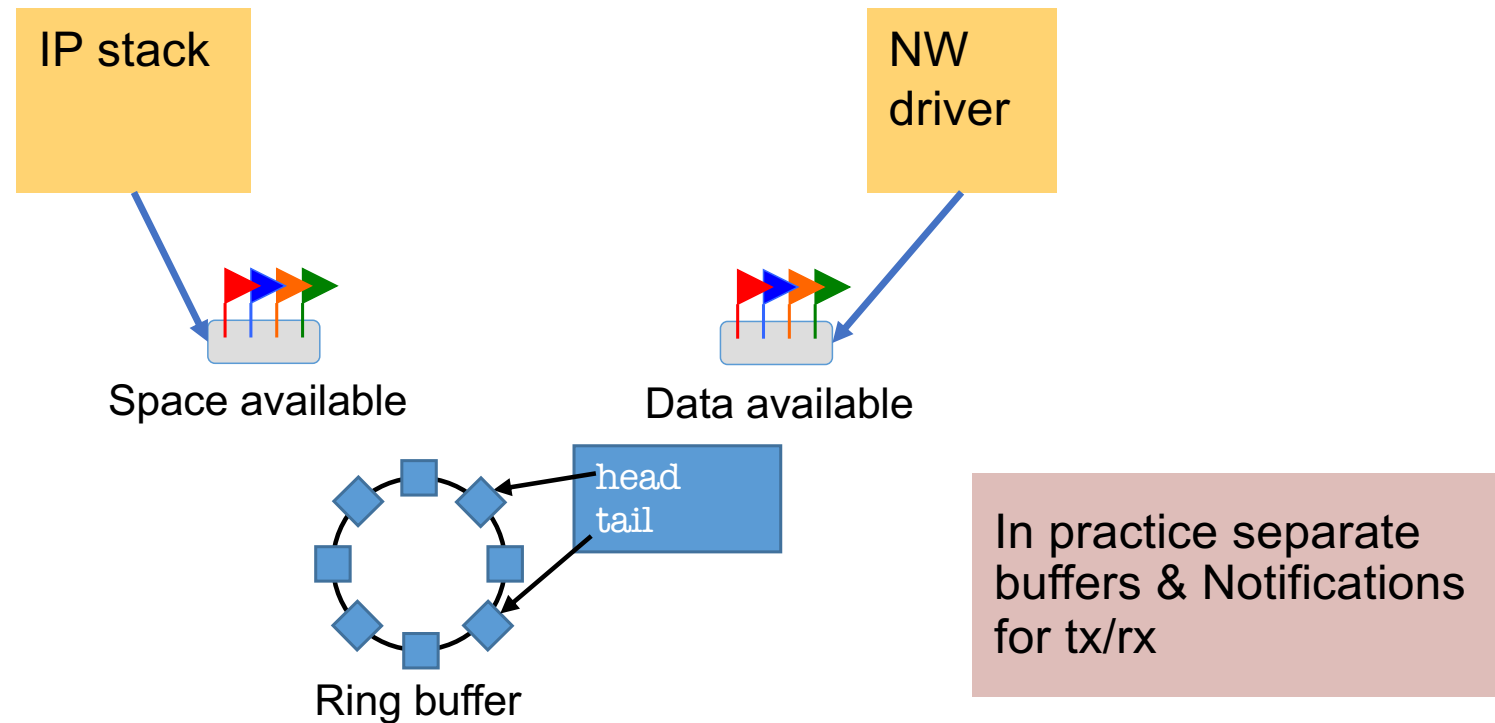 IP stack
NW
driver
Space available
Data available
head
tail
Ring buffer
In practice separate
buffers & Notifications
for tx/rx